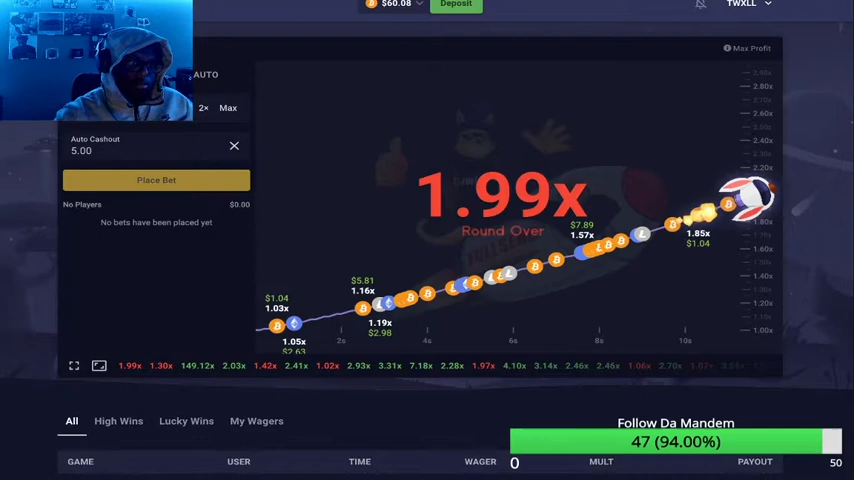 $60.08
Deposit
TWXLL
Max Profit
AUTO
2× Max
Auto Cashout
5.00
Place Bet
No Players $0.00
No bets have been placed yet
1.99x
Round Over
$1.04
1.03x
1.05x
$2.63
$5.81
1.16x
1.19x
$2.98
$7.89
1.57x
1.85x
$1.04
2.80x
2.60x
2.40x
2.20x
1.80x
1.60x
1.40x
1.20x
1.00x
2s 4s 6s 8s 10s
1.99x 1.30x 149.12x 2.03x 1.42x 2.41x 1.02x 2.93x 3.31x 7.18x 2.28x 1.97x 4.10x 3.14x 2.46x 2.46x 1.06x 2.70x 1.07x
All High Wins Lucky Wins My Wagers
Follow Da Mandem
47 (94.00%)
0 50
GAME USER TIME WAGER MULT PAYOUT